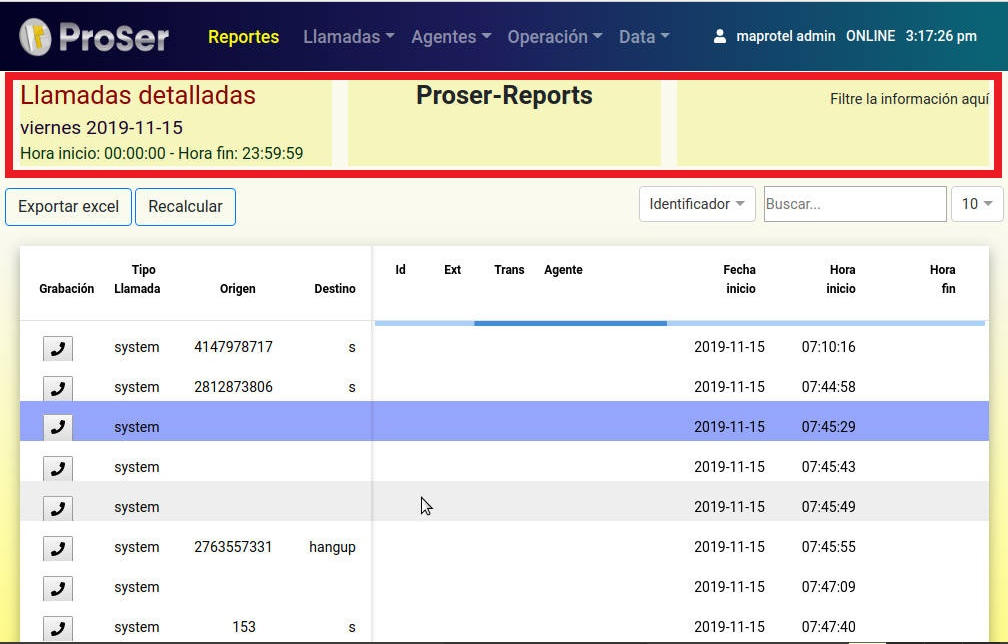 ProSer Reportes Llamadas Agentes Operación Data maprotel admin ONLINE 3:17:26 pm
Llamadas detalladas Proser-Reports Filtre la información aquí
viernes 2019-11-15
Hora inicio: 00:00:00 - Hora fin: 23:59:59
Exportar excel Recalcular Identificador Buscar... 10
Grabación Tipo Llamada Origen Destino Id Ext Trans Agente Fecha inicio Hora inicio Hora fin
system 4147978717 s 2019-11-15 07:10:16
system 2812873806 s 2019-11-15 07:44:58
system 2019-11-15 07:45:29
system 2019-11-15 07:45:43
system 2019-11-15 07:45:49
system 2763557331 hangup 2019-11-15 07:45:55
system 2019-11-15 07:47:09
system 153 s 2019-11-15 07:47:40